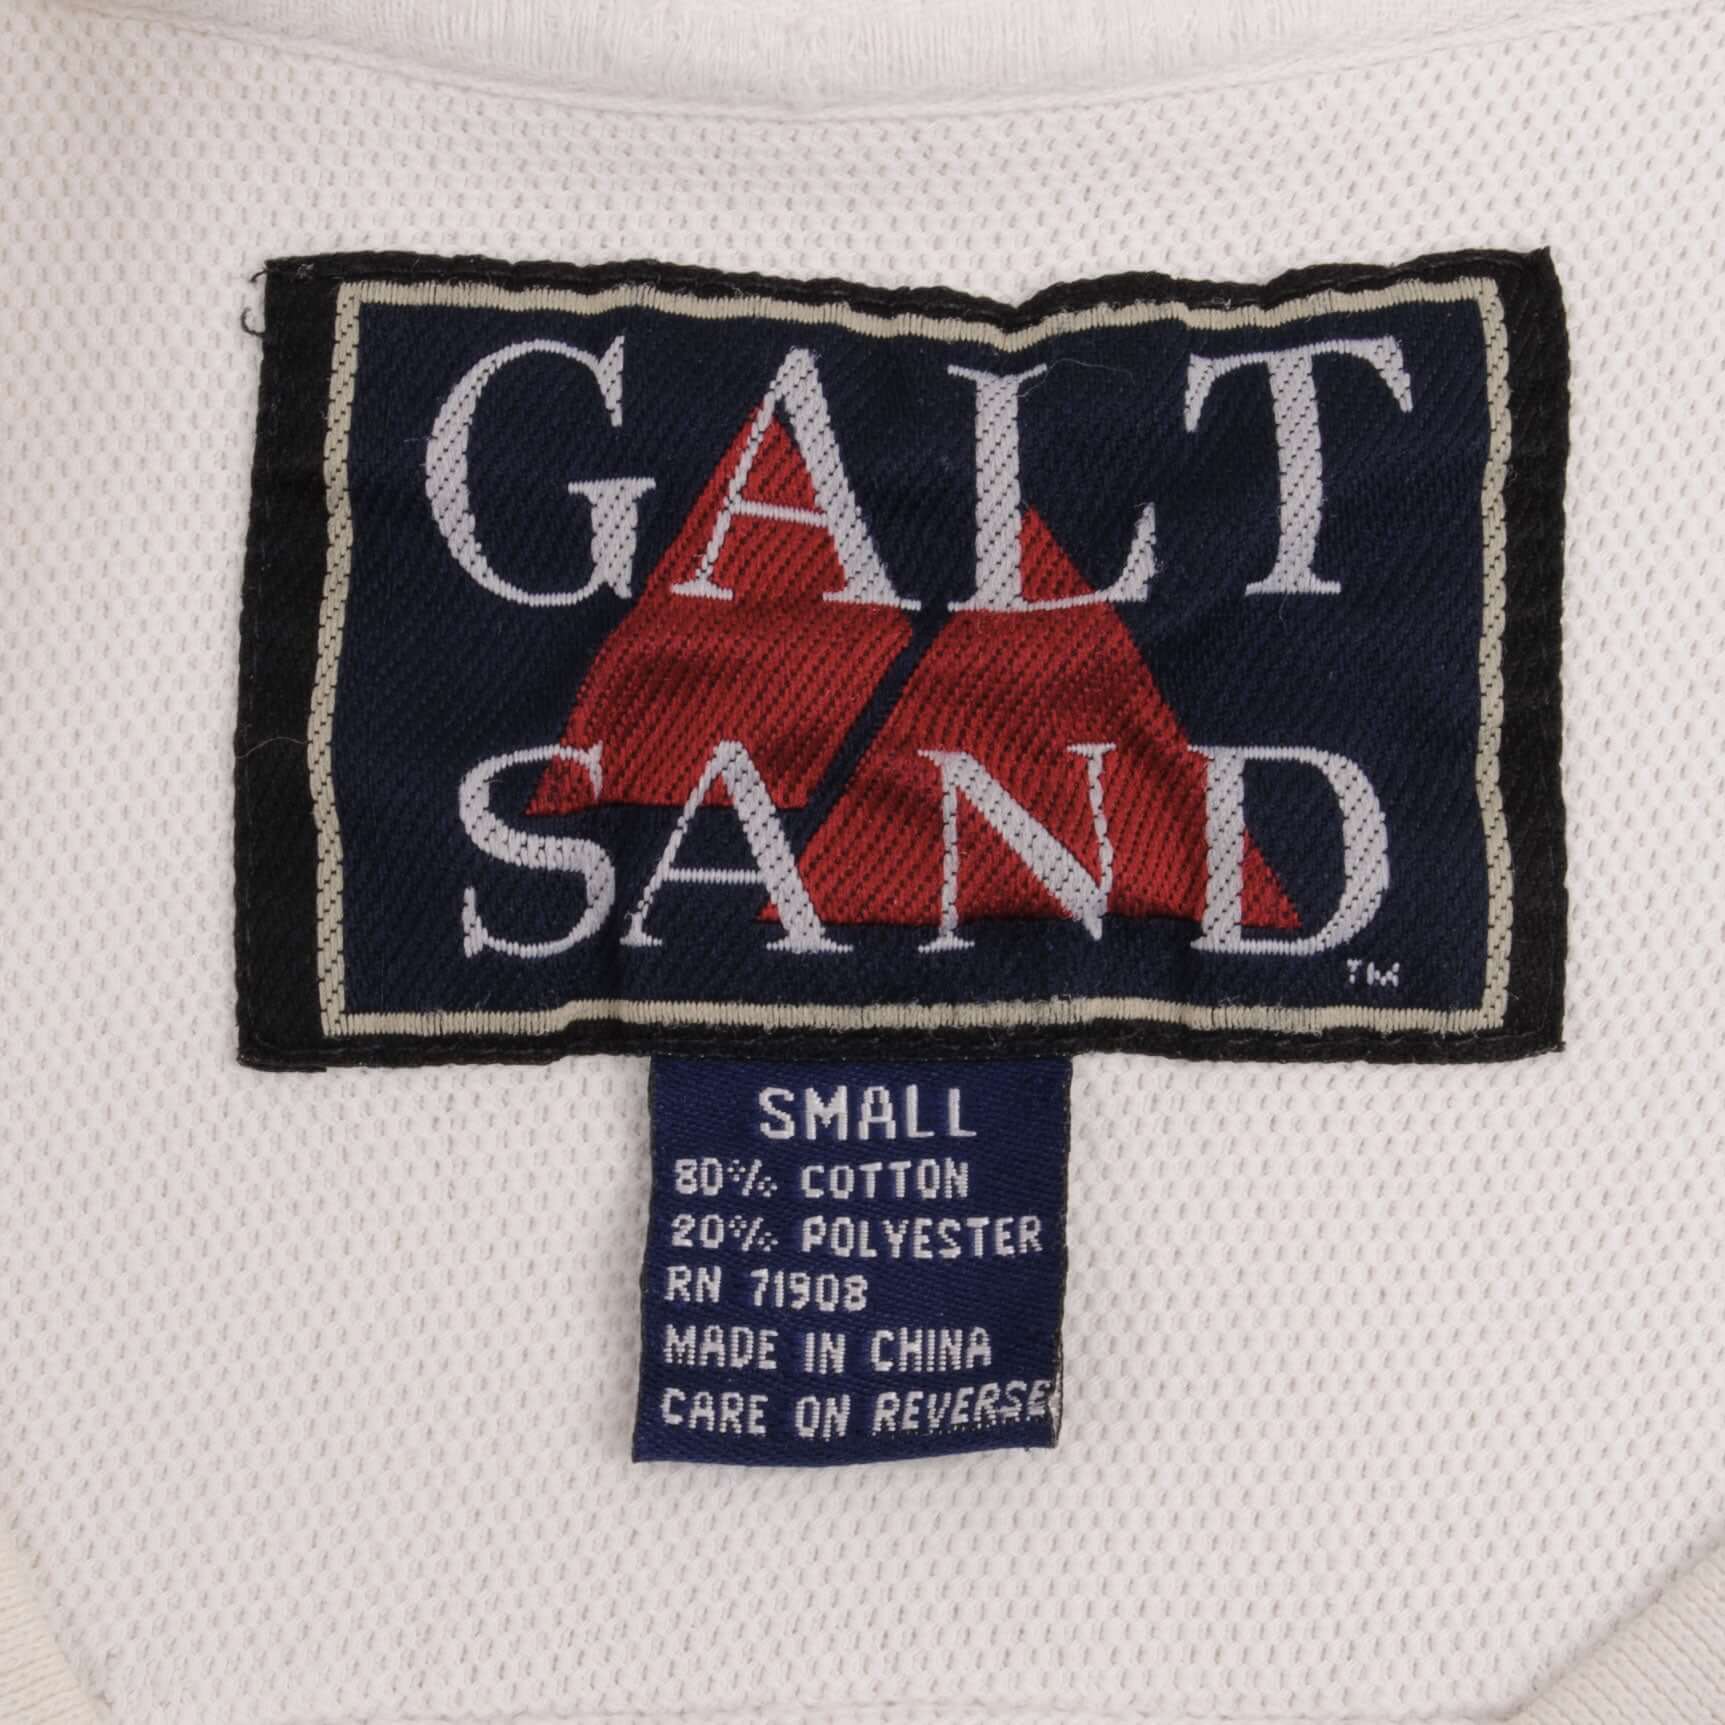 GALT
SAND
TM
SMALL
80% COTTON
20% POLYESTER
RN 71908
MADE IN CHINA
CARE ON REVERSE